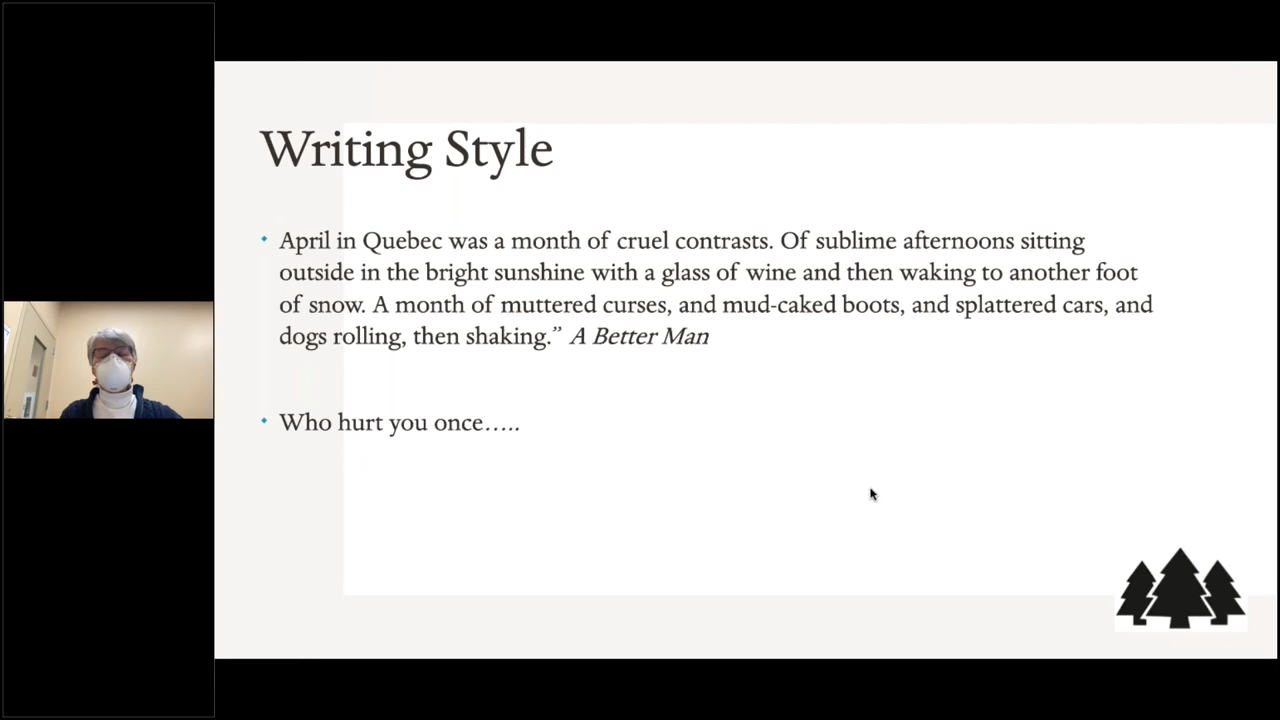 Writing Style
April in Quebec was a month of cruel contrasts. Of sublime afternoons sitting
outside in the bright sunshine with a glass of wine and then waking to another foot
of snow. A month of muttered curses, and mud-caked boots, and splattered cars, and
dogs rolling, then shaking.” A Better Man
Who hurt you once…..